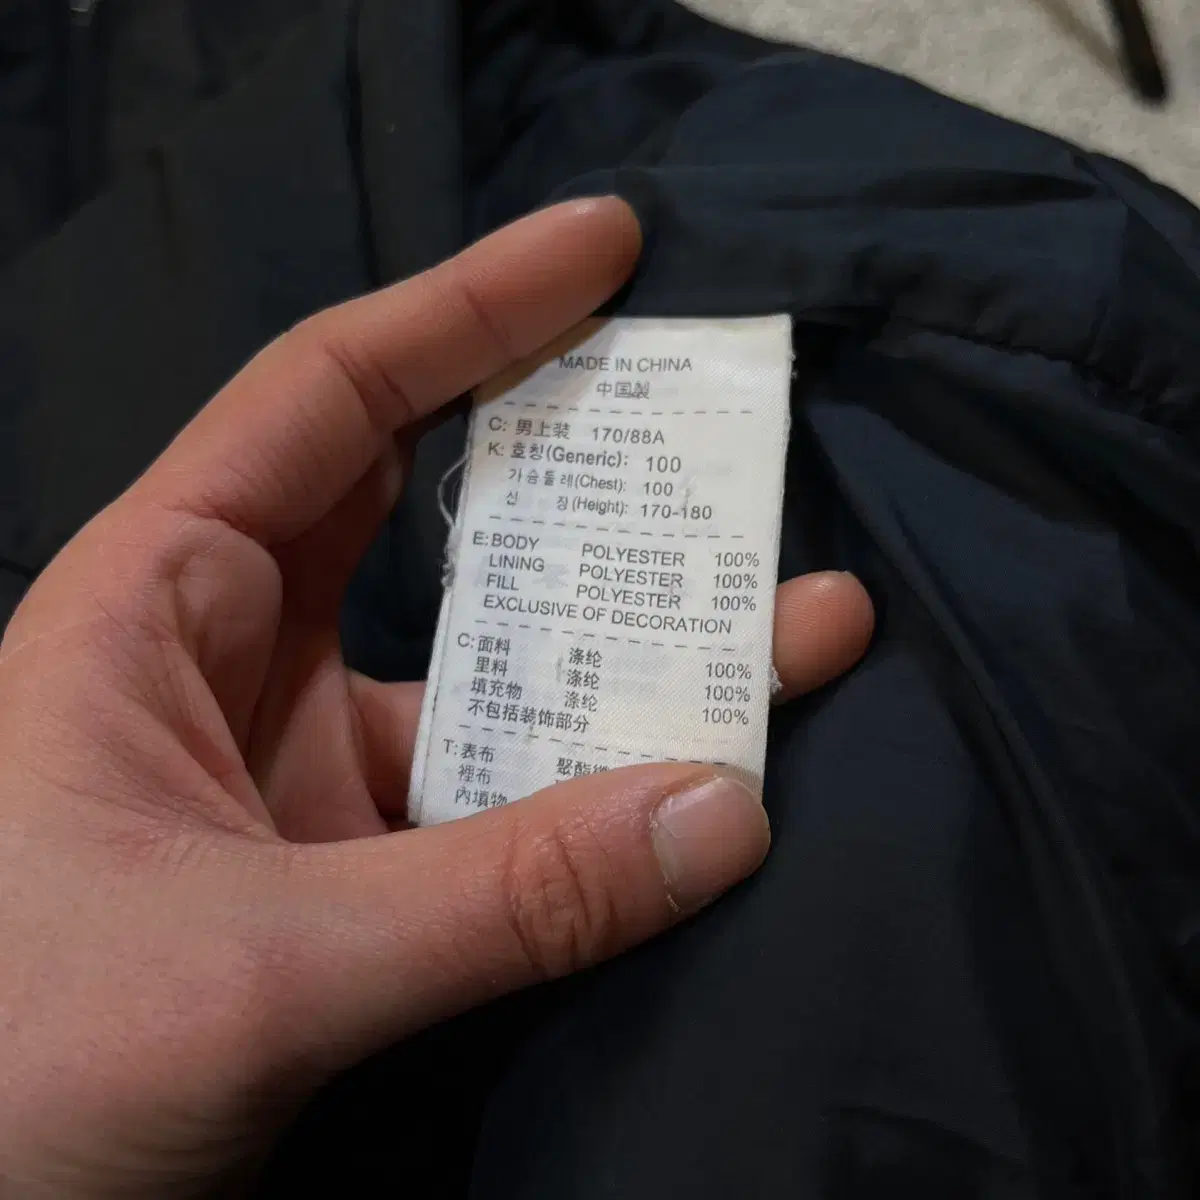 MADE IN CHINA
中国製
C: 男上装 170/88A
K: 호칭(Generic): 100
가슴둘레(Chest): 100
신 장(Height): 170-180
E: BODY POLYESTER 100%
LINING POLYESTER 100%
FILL POLYESTER 100%
EXCLUSIVE OF DECORATION
C: 面料 涤纶 100%
里料 涤纶 100%
填充物 涤纶 100%
不包括装饰部分
T: 表布 聚酯
裡布
內填物